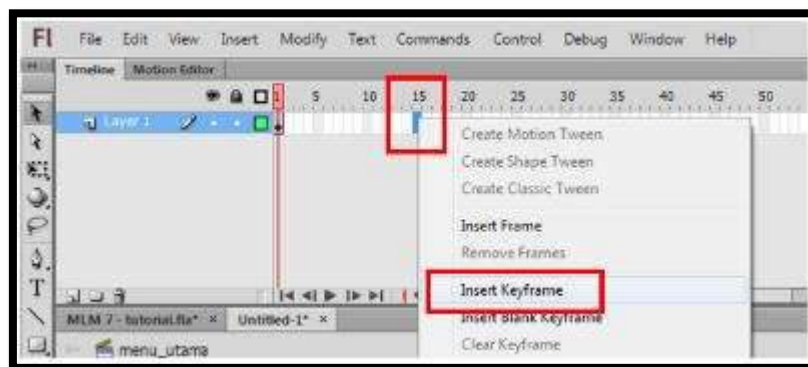 Fl File Edit View Insert Modify Text Commands Control Debug Window Help
Timeline Motion Editor
1 5 10 15 20 25 30 35 40 45 50
Layer 1
Create Motion Tween
Create Shape Tween
Create Classic Tween
Insert Frame
Remove Frames
Insert Keyframe
Insert Blank Keyframe
Clear Keyframe
MLM 7 - tutorial.fla* × Untitled-1* ×
menu_utama